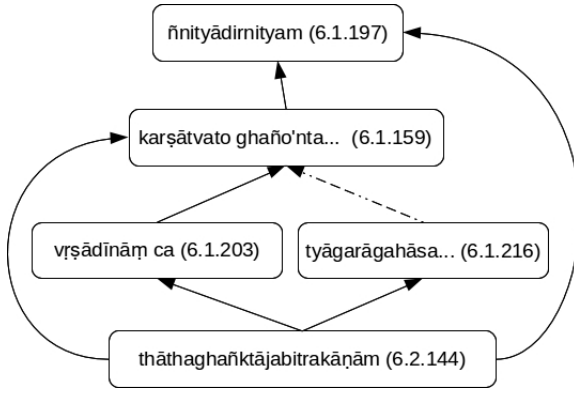 ñnityādirnityam (6.1.197)
karṣātvato ghaño'nta... (6.1.159)
vṛṣādīnāṃ ca (6.1.203)
tyāgarāgahāsa... (6.1.216)
thāthaghañktājabitrakāṇām (6.2.144)